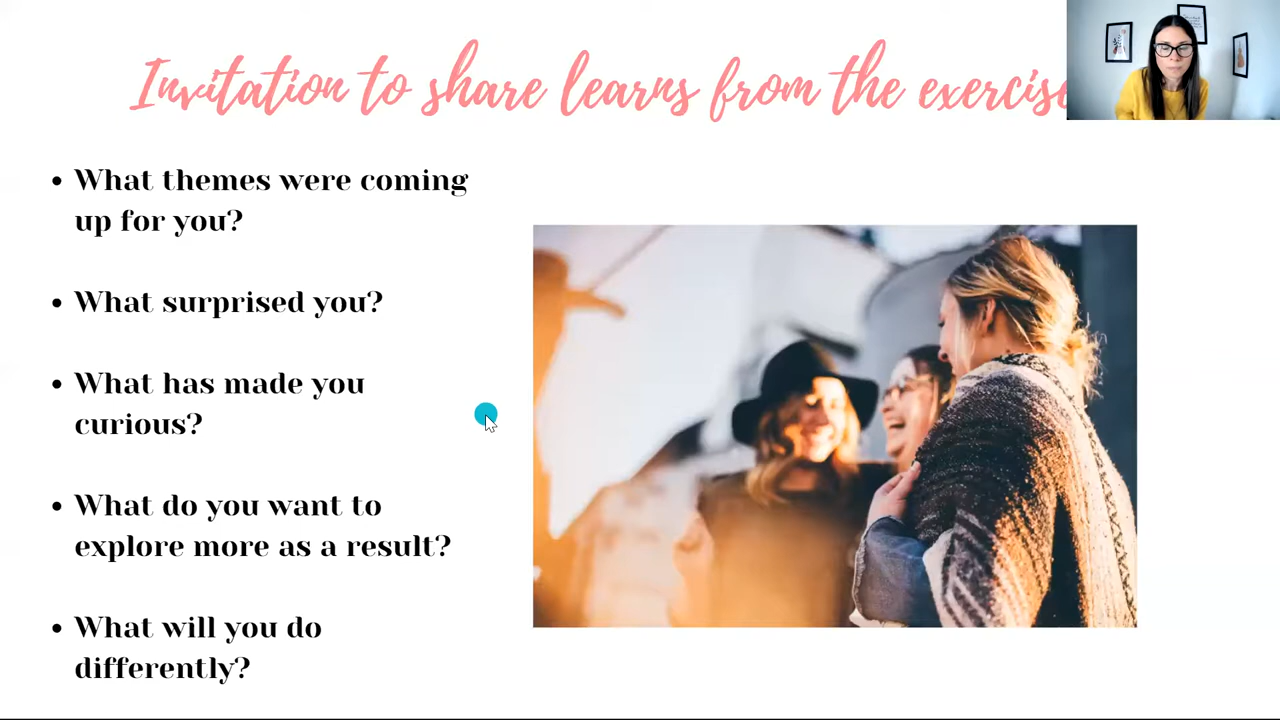 Invitation to share learns from the exercise
• What themes were coming
up for you?
• What surprised you?
• What has made you
curious?
• What do you want to
explore more as a result?
• What will you do
differently?